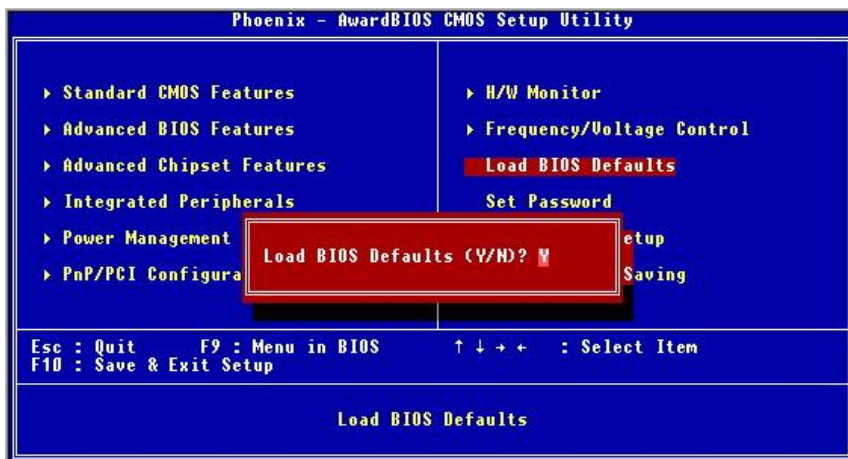 Phoenix - AwardBIOS CMOS Setup Utility
Standard CMOS Features
Advanced BIOS Features
Advanced Chipset Features
Integrated Peripherals
Power Management
PnP/PCI Configura
H/W Monitor
Frequency/Voltage Control
Load BIOS Defaults
Set Password
etup
Saving
Load BIOS Defaults (Y/N)? Y
Esc : Quit F9 : Menu in BIOS ↑ ↓ → ← : Select Item
F10 : Save & Exit Setup
Load BIOS Defaults